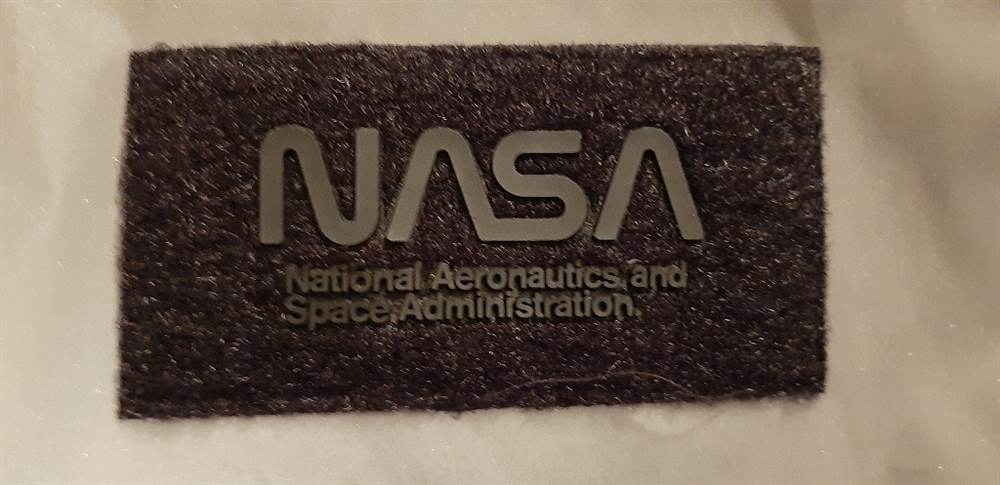 NASA
National Aeronautics and
Space Administration.